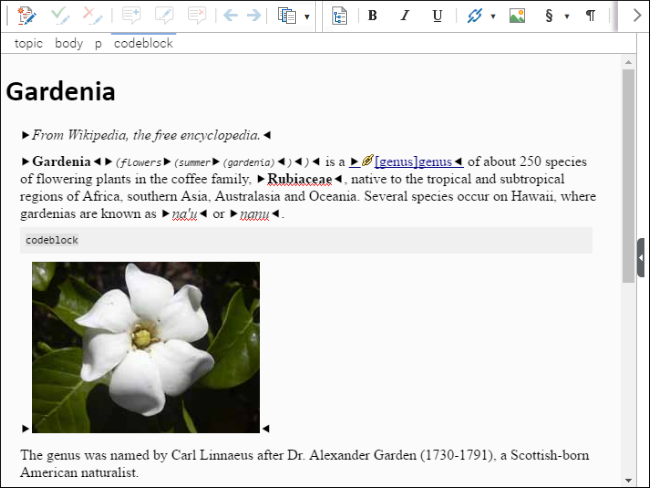 B I U § ¶
topic body p codeblock
Gardenia
From Wikipedia, the free encyclopedia.
Gardenia (flowers (summer (gardenia) ) ) is a [genus]genus of about 250 species
of flowering plants in the coffee family, Rubiaceae, native to the tropical and subtropical
regions of Africa, southern Asia, Australasia and Oceania. Several species occur on Hawaii, where
gardenias are known as na'u or nanu.
codeblock
The genus was named by Carl Linnaeus after Dr. Alexander Garden (1730-1791), a Scottish-born
American naturalist.